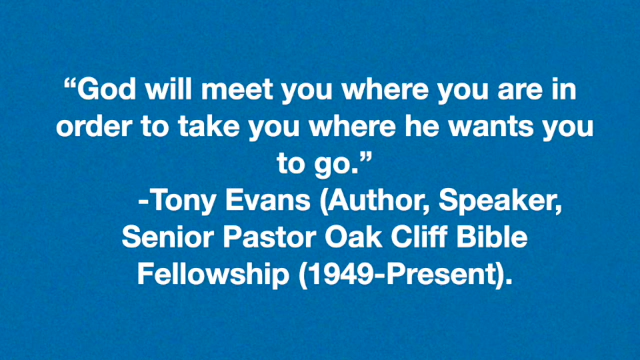 “God will meet you where you are in
order to take you where he wants you
to go.”
-Tony Evans (Author, Speaker,
Senior Pastor Oak Cliff Bible
Fellowship (1949-Present).